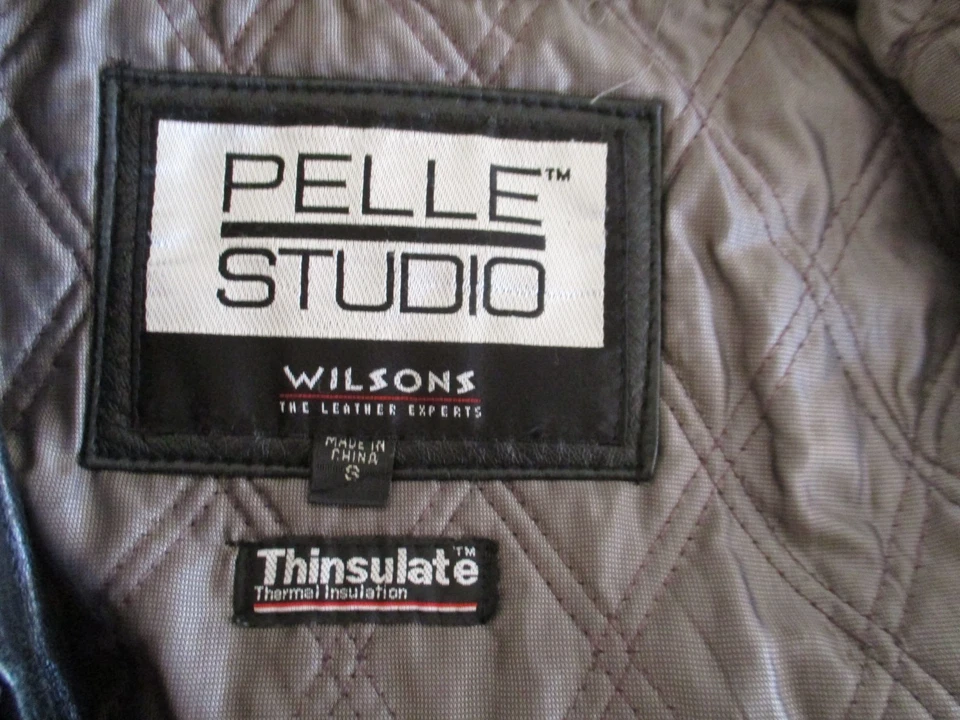 PELLE™
STUDIO
WILSONS
THE LEATHER EXPERTS
MADE IN
CHINA
S
Thinsulate™
Thermal Insulation